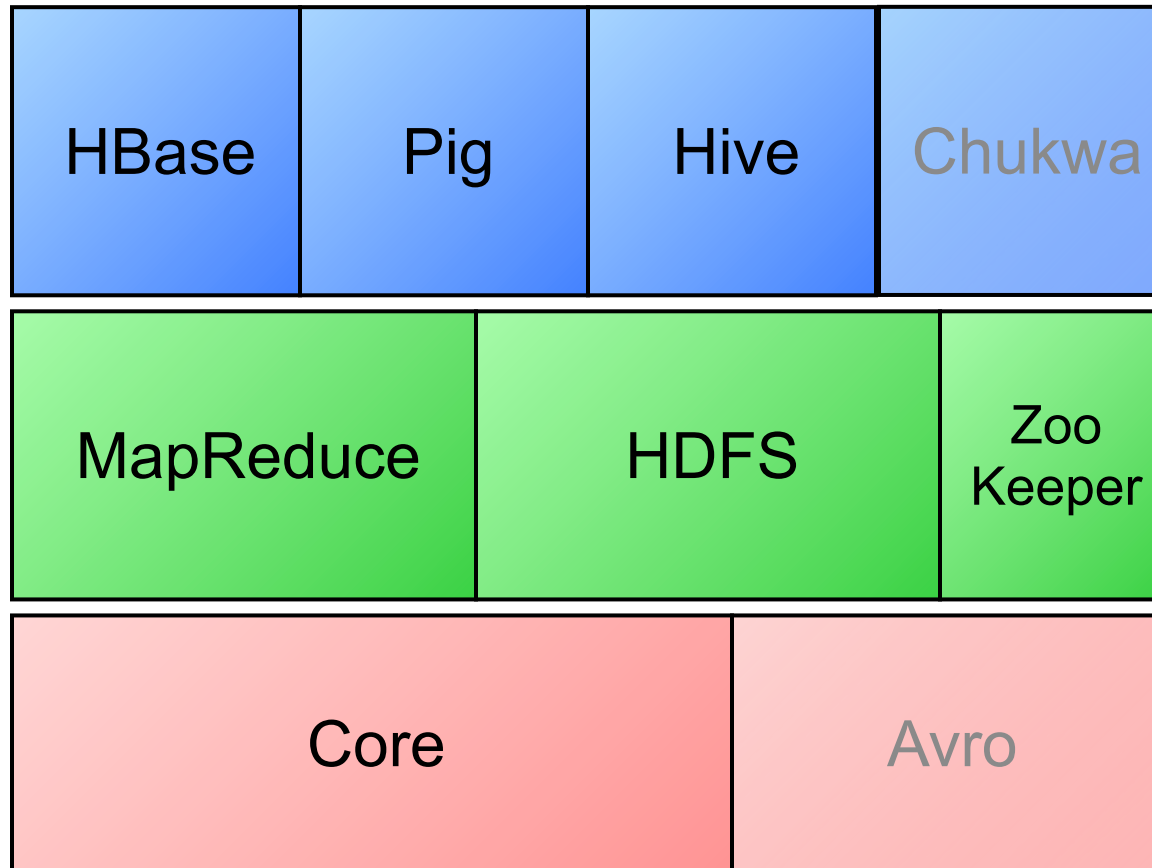 HBase
Pig
Hive
Chukwa
MapReduce
HDFS
Zoo
Keeper
Core
Avro